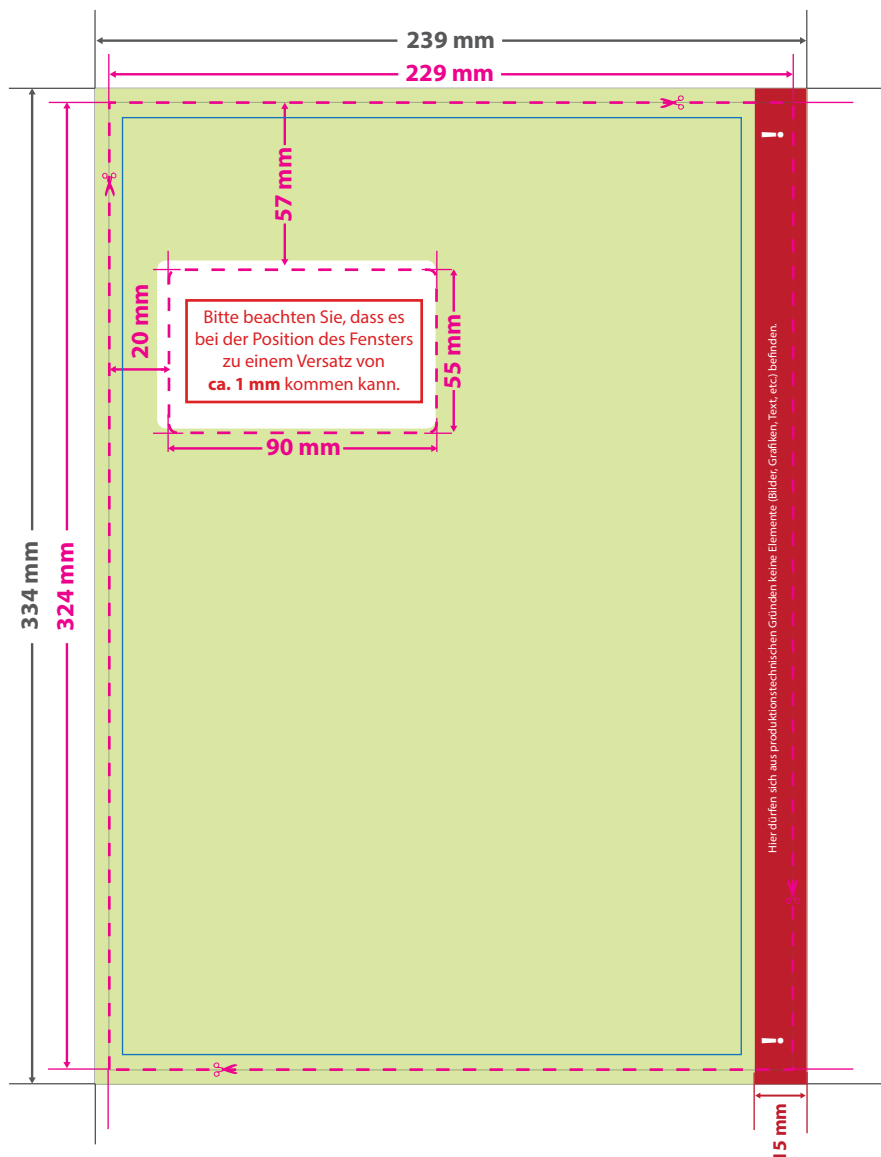 239 mm
229 mm
57 mm
20 mm
Bitte beachten Sie, dass es
bei der Position des Fensters
zu einem Versatz von
ca. 1 mm kommen kann.
55 mm
90 mm
334 mm
324 mm
!
Hier dürfen sich aus produktionstechnischen Gründen keine Elemente (Bilder, Grafiken, Text, etc.) befinden.
!
15 mm